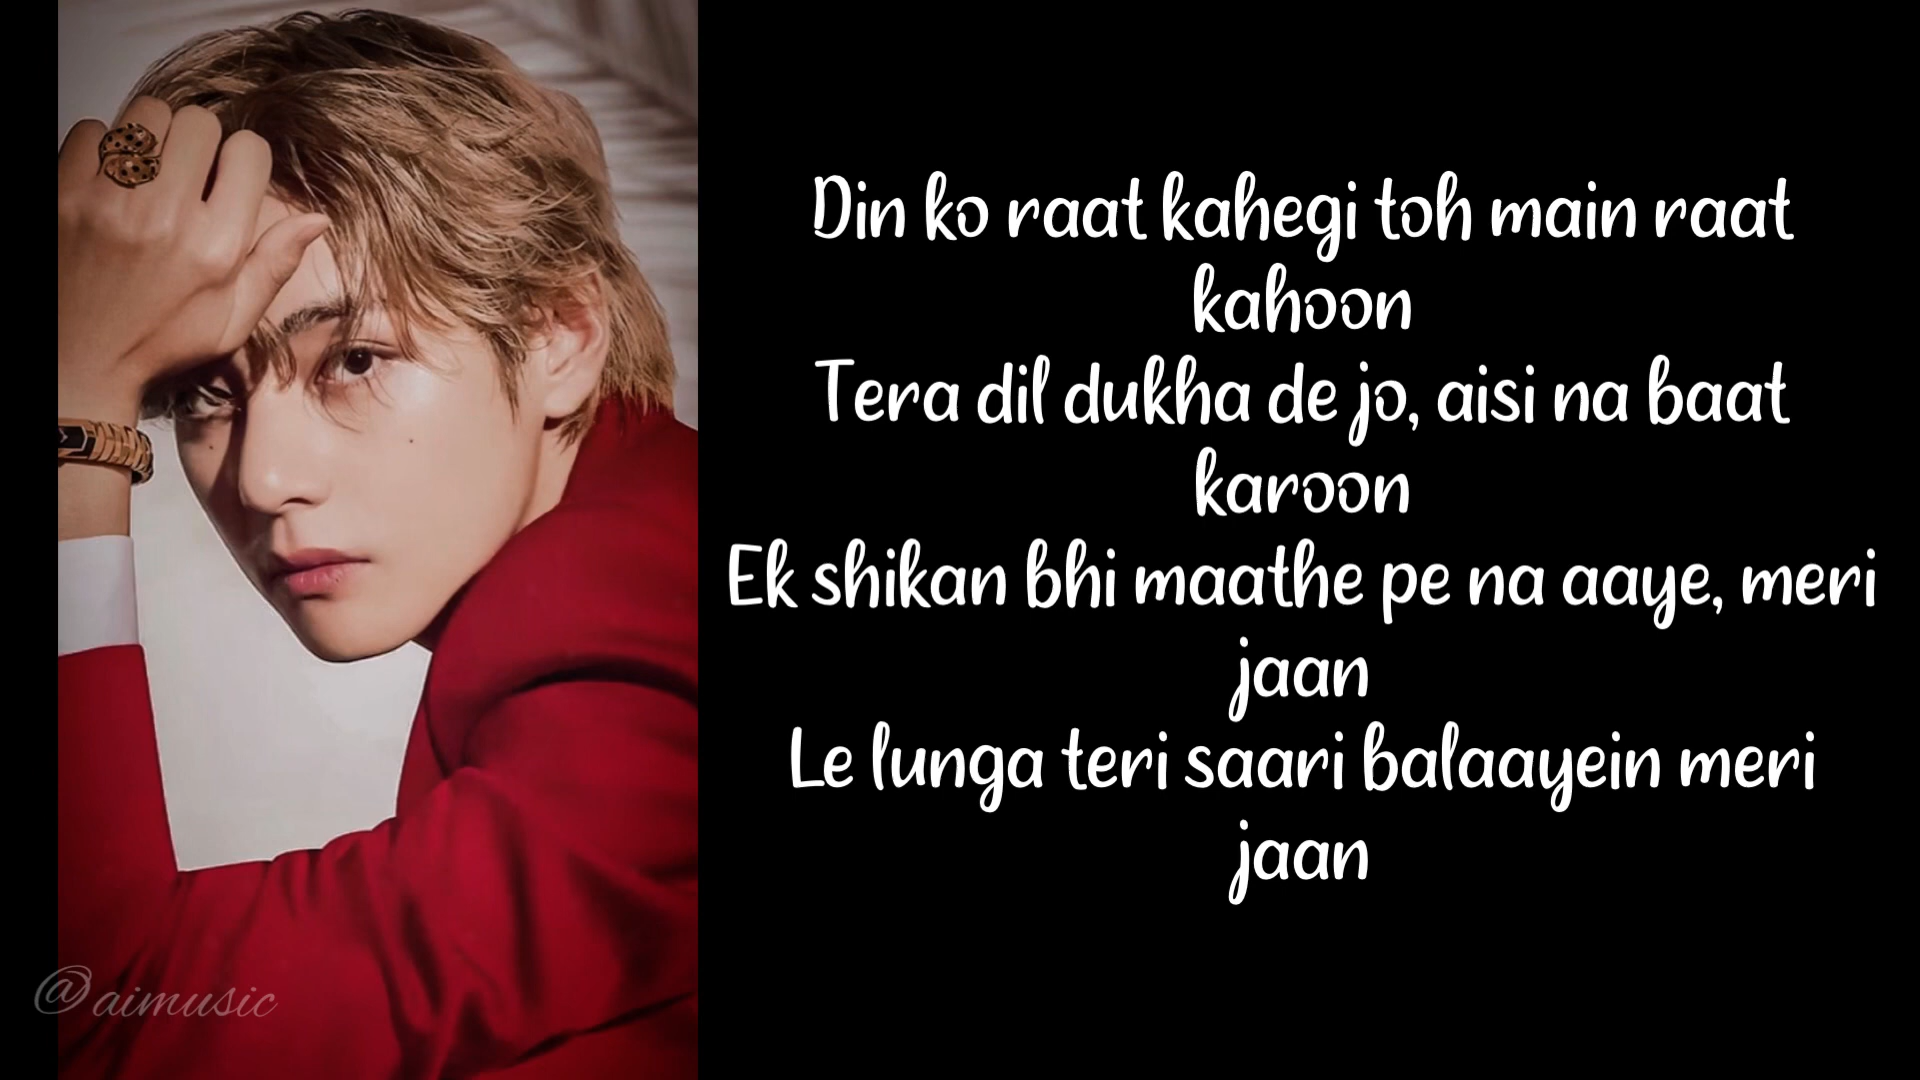 Din ko raat kahegi toh main raat
kahoon
Tera dil dukha de jo, aisi na baat
karoon
Ek shikan bhi maathe pe na aaye, meri
jaan
Le lunga teri saari balaayein meri
jaan
@aimusic